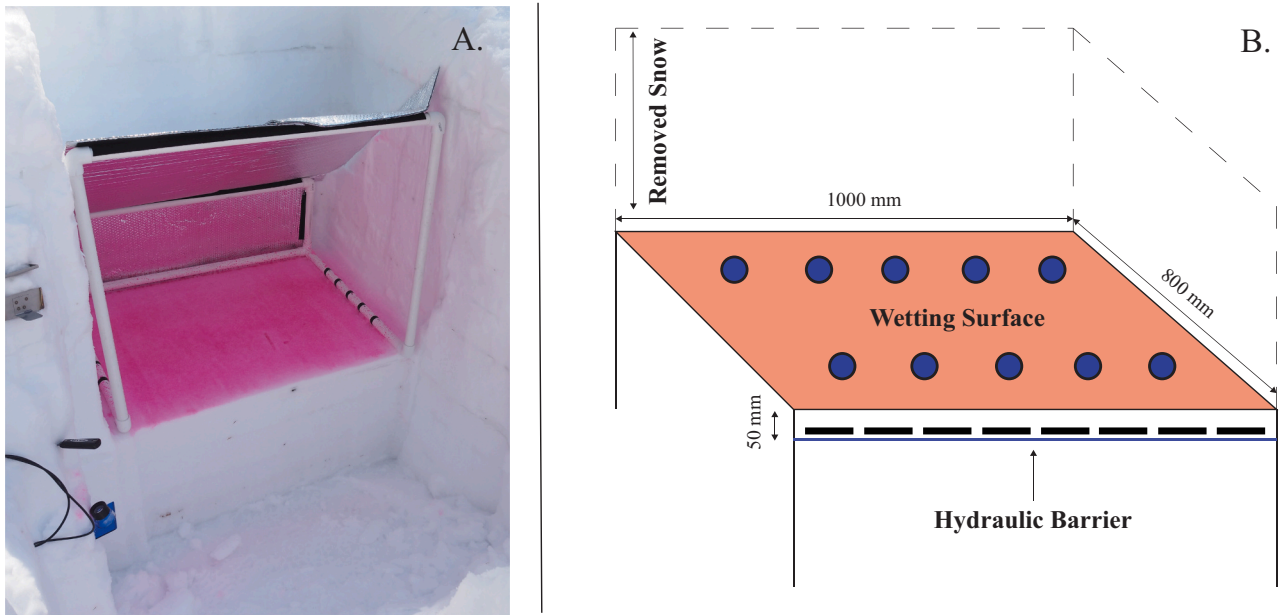 A.
B.
Removed Snow
1000 mm
800 mm
Wetting Surface
50 mm
Hydraulic Barrier